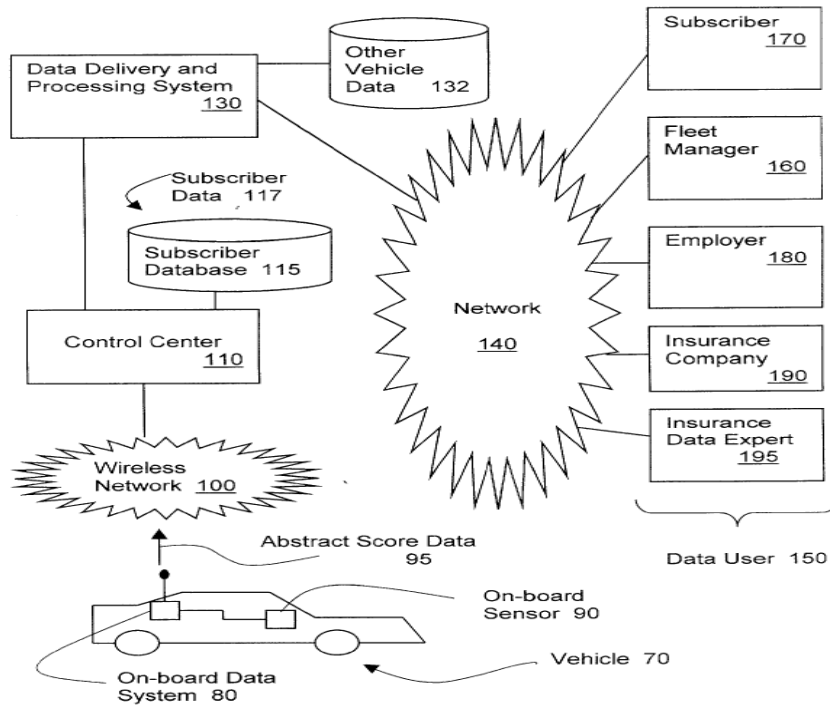 Data Delivery and
Processing System
130
Other
Vehicle
Data 132
Subscriber
170
Fleet
Manager
160
Employer
180
Insurance
Company
190
Insurance
Data Expert
195
Data User 150
Subscriber
Data 117
Subscriber
Database 115
Control Center
110
Network
140
Wireless
Network 100
Abstract Score Data
95
On-board
Sensor 90
Vehicle 70
On-board Data
System 80